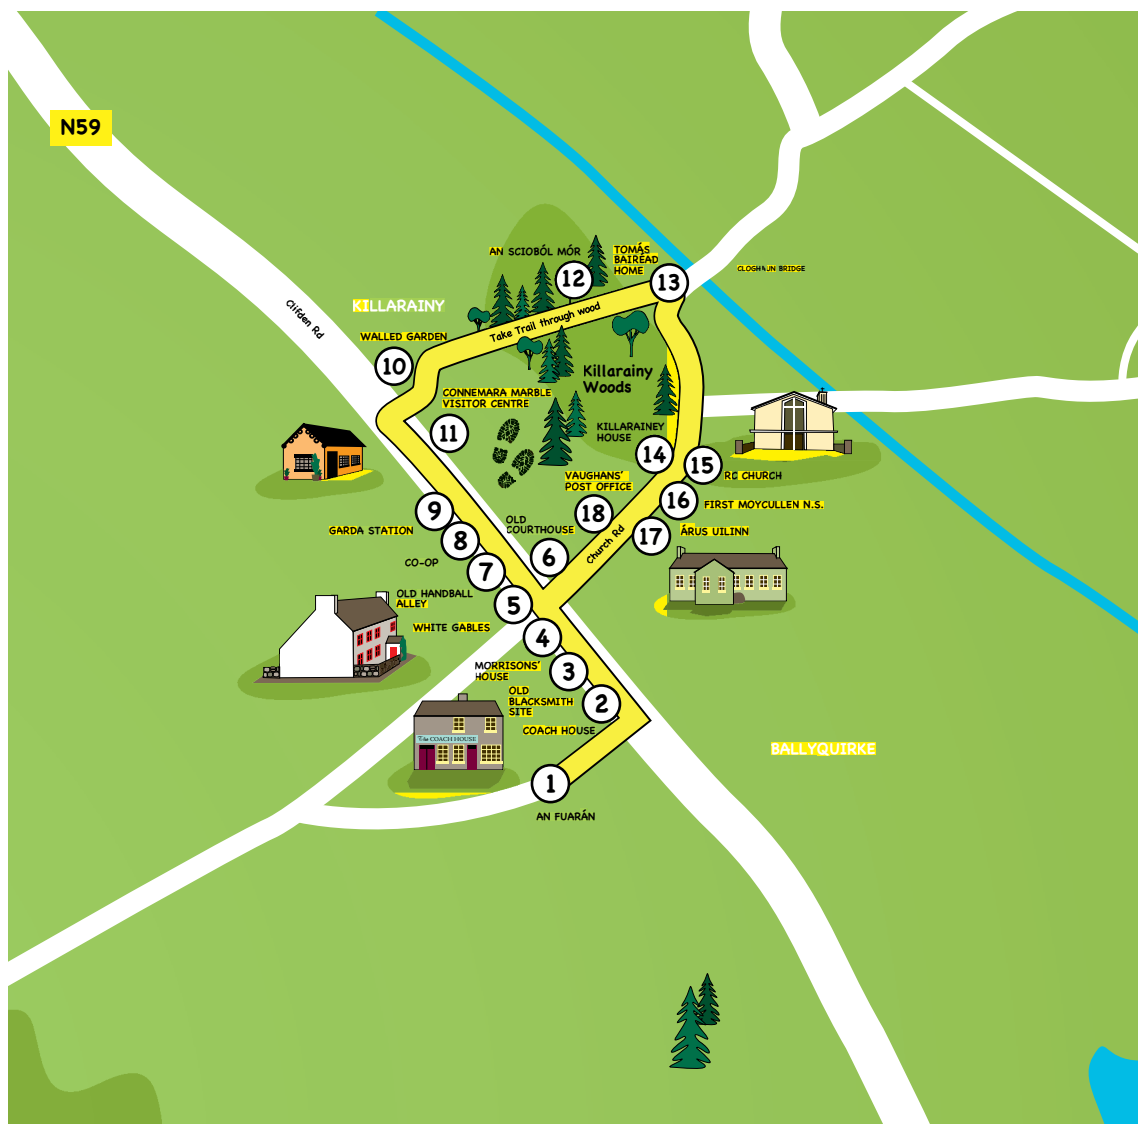 N59
AN SCIOBÓL MÓR
TOMÁS
BAIREAD
HOME
12
13
CLOGHAUN BRIDGE
Clifden Rd
KILLARAINY
Take Trail through wood
WALLED GARDEN
10
Killarainy
Woods
CONNEMARA MARBLE
VISITOR CENTRE
11
KILLARAINEY
HOUSE
14
15
RC CHURCH
VAUGHANS'
POST OFFICE
16
FIRST MOYCULLEN N.S.
9
OLD
COURTHOUSE
18
GARDA STATION
8
Church Rd
17
ÁRUS UILINN
CO-OP
7
6
OLD HANDBALL
ALLEY
5
WHITE GABLES
4
MORRISONS'
HOUSE
3
OLD
BLACKSMITH
SITE
2
COACH HOUSE
The COACH HOUSE
BALLYQUIRKE
1
AN FUARÁN